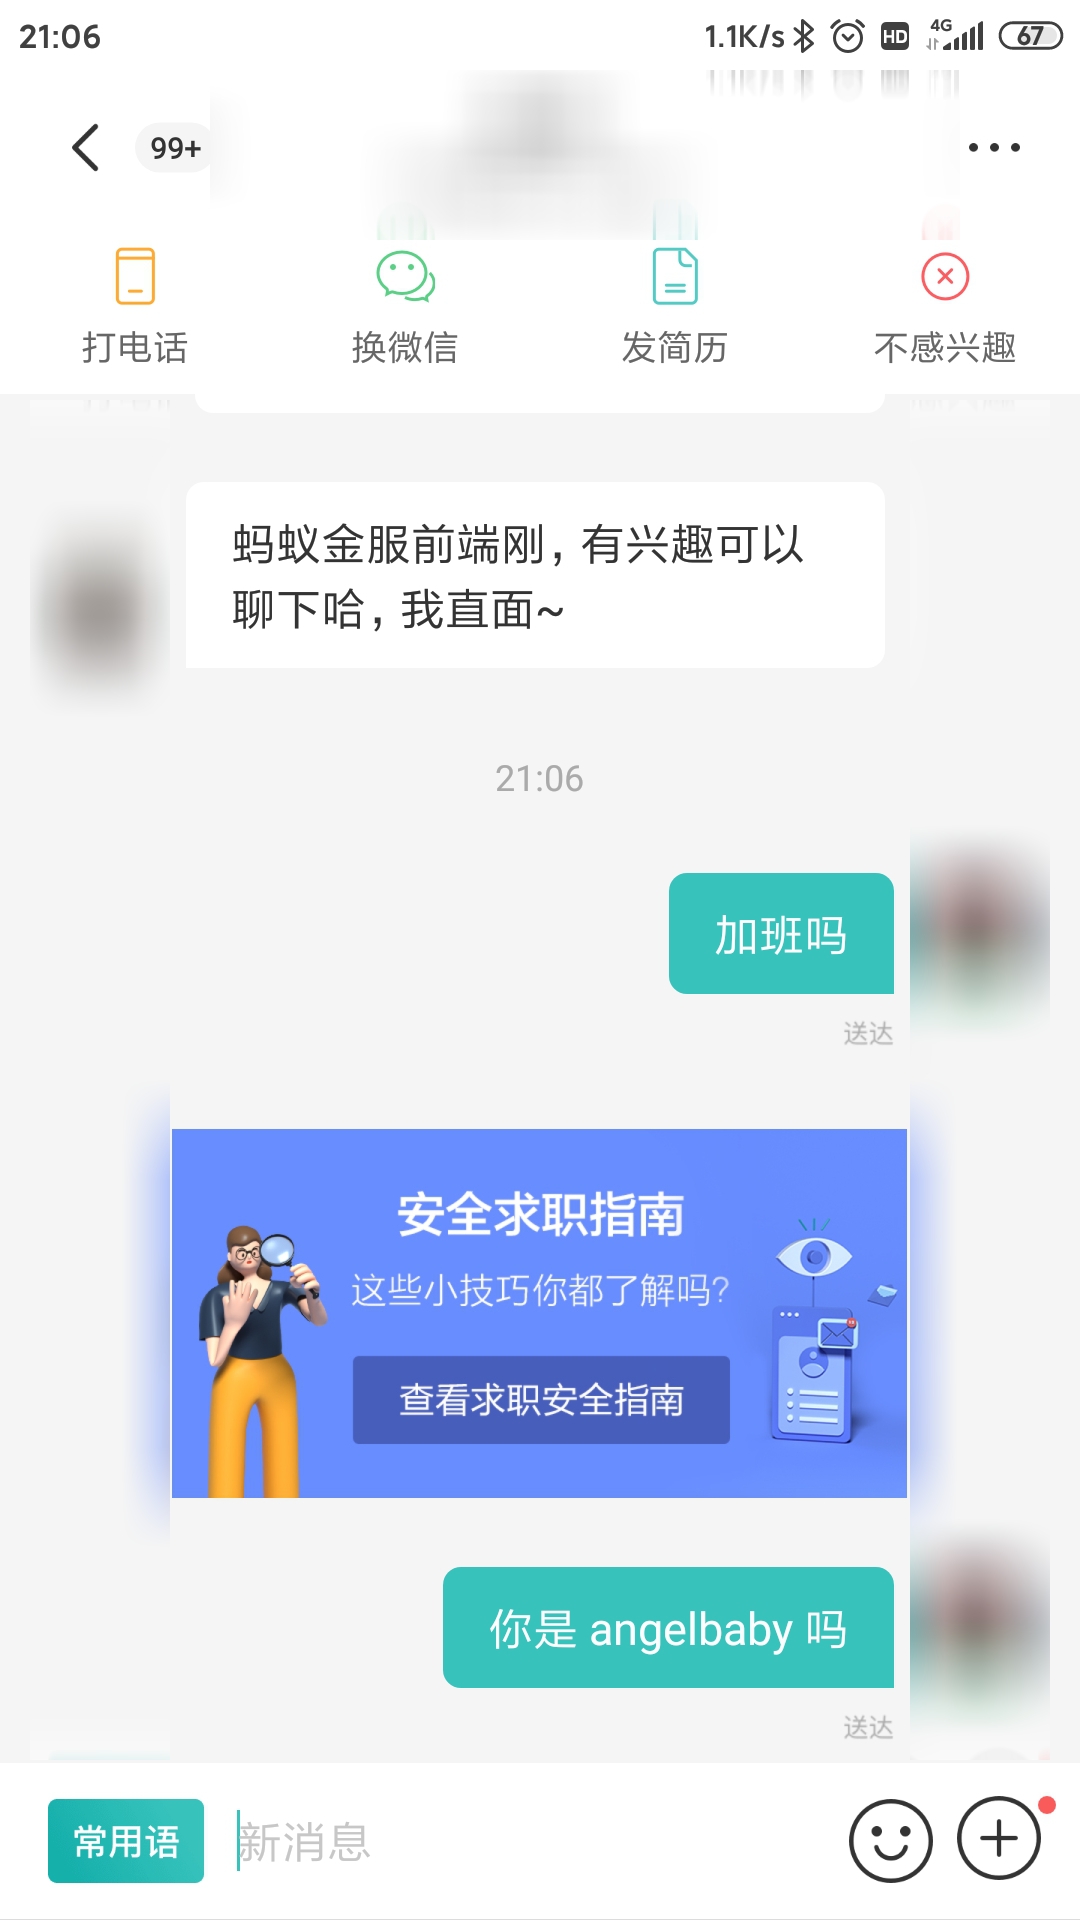 21:06
1.1K/s HD 4G 67
99+
打电话
换微信
发简历
不感兴趣
蚂蚁金服前端刚，有兴趣可以
聊下哈，我直面~
21:06
加班吗
送达
安全求职指南
这些小技巧你都了解吗？
查看求职安全指南
你是 angelbaby 吗
送达
常用语
新消息